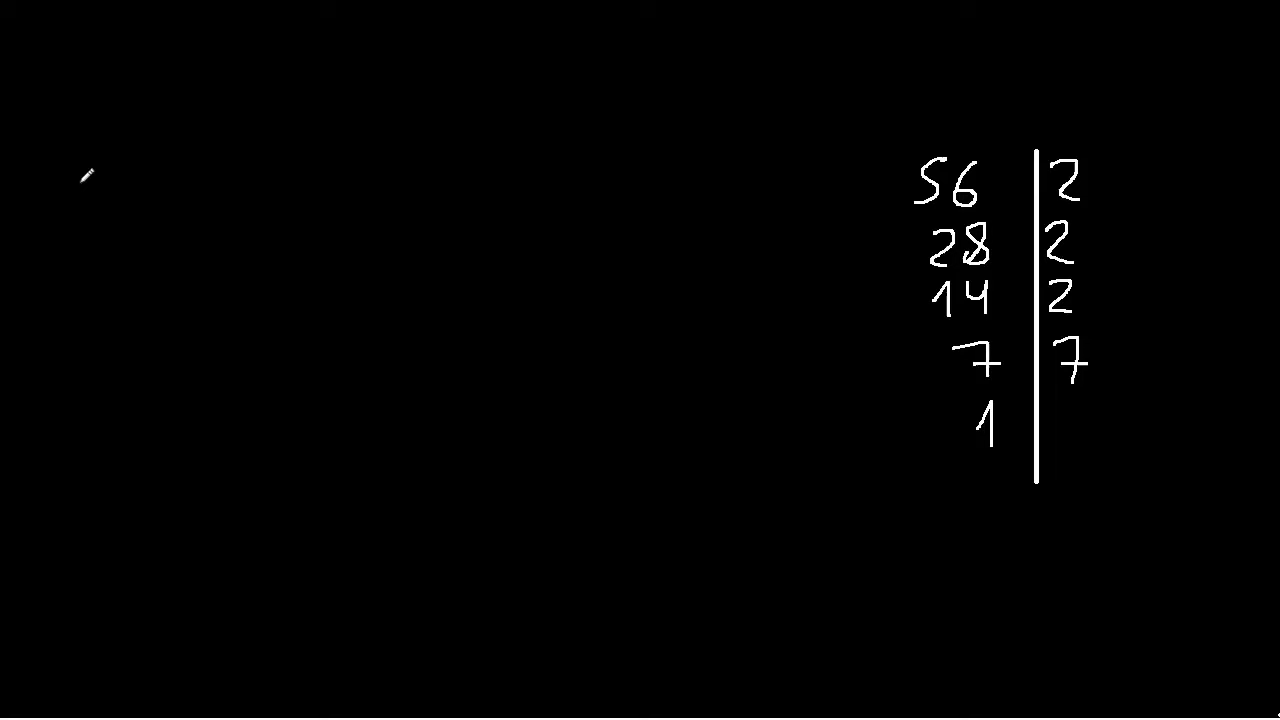 56 | 2
28 | 2
14 | 2
7 | 7
1 |